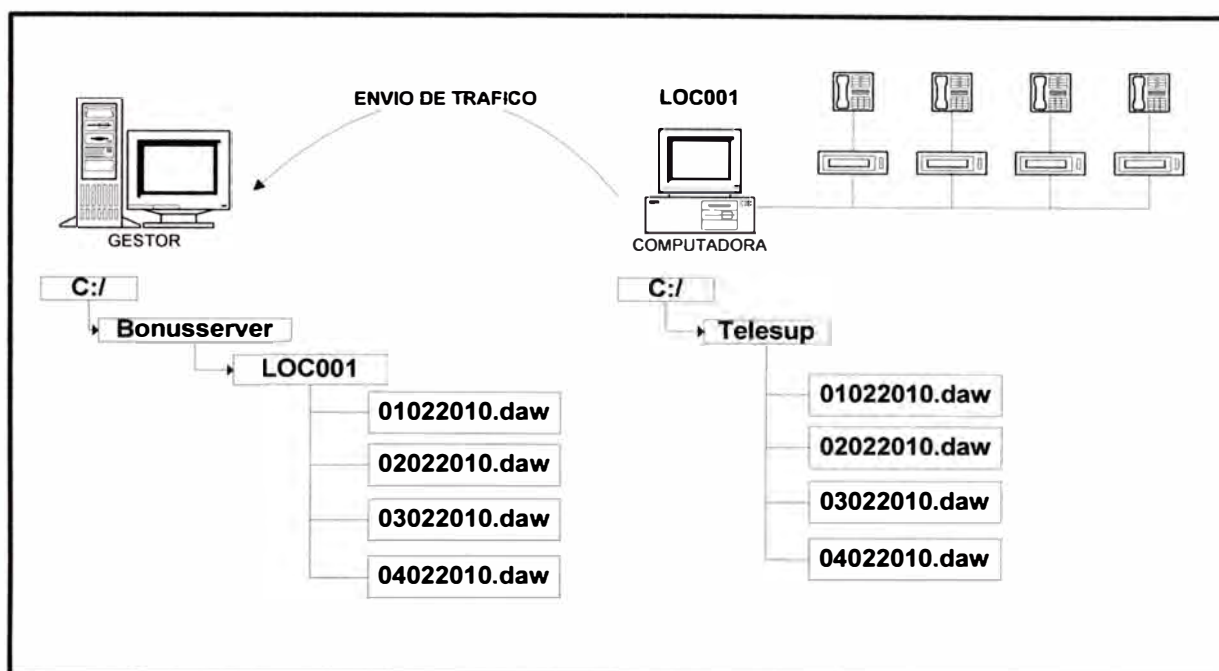 ENVIO DE TRAFICO
LOC001
GESTOR
COMPUTADORA
C:/
Bonusserver
LOC001
01022010.daw
02022010.daw
03022010.daw
04022010.daw
C:/
Telesup
01022010.daw
02022010.daw
03022010.daw
04022010.daw